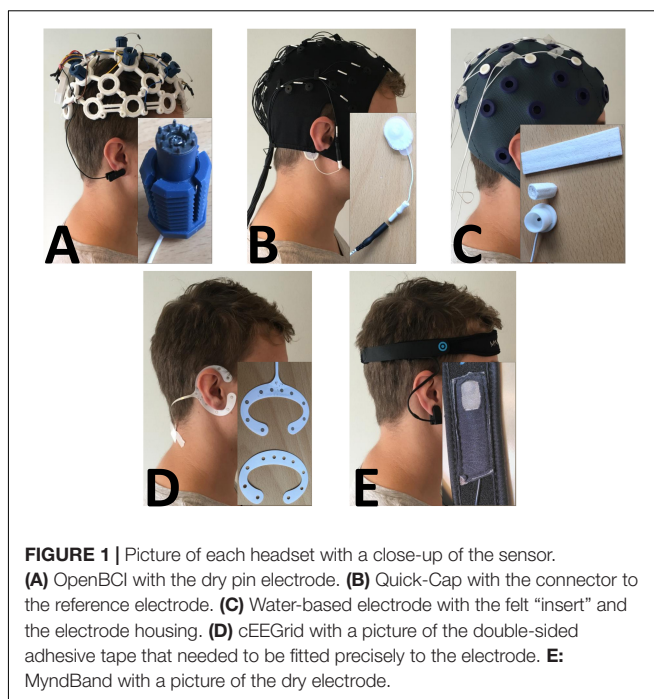 A
B
C
D
E
FIGURE 1 | Picture of each headset with a close-up of the sensor.
(A) OpenBCI with the dry pin electrode. (B) Quick-Cap with the connector to
the reference electrode. (C) Water-based electrode with the felt “insert” and
the electrode housing. (D) cEEGrid with a picture of the double-sided
adhesive tape that needed to be fitted precisely to the electrode. E:
MyndBand with a picture of the dry electrode.